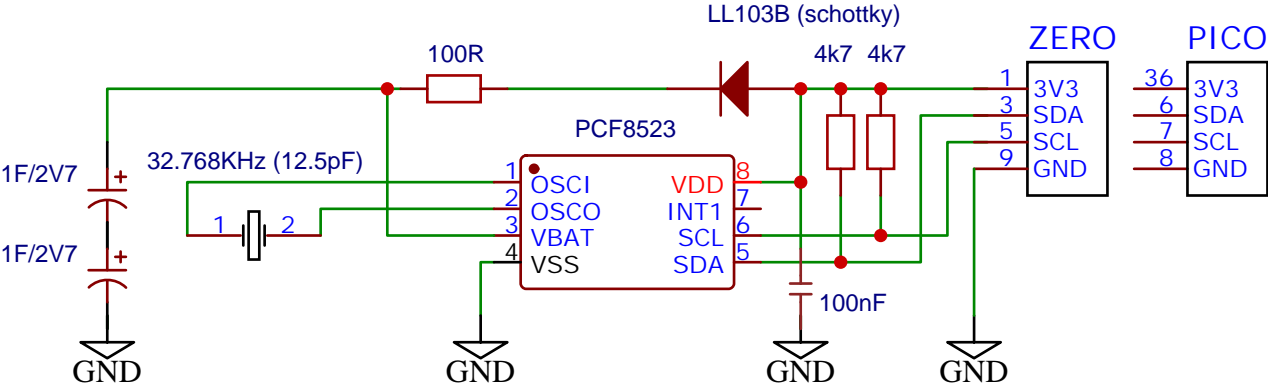 LL103B (schottky)
ZERO
PICO
100R
4k7
4k7
1
3V3
36
3V3
3
SDA
6
SDA
5
SCL
7
SCL
9
GND
8
GND
PCF8523
1F/2V7
+
32.768KHz (12.5pF)
1
OSCI
VDD
8
2
OSCO
INT1
7
1
2
3
VBAT
SCL
6
1F/2V7
+
4
VSS
SDA
5
100nF
GND
GND
GND
GND